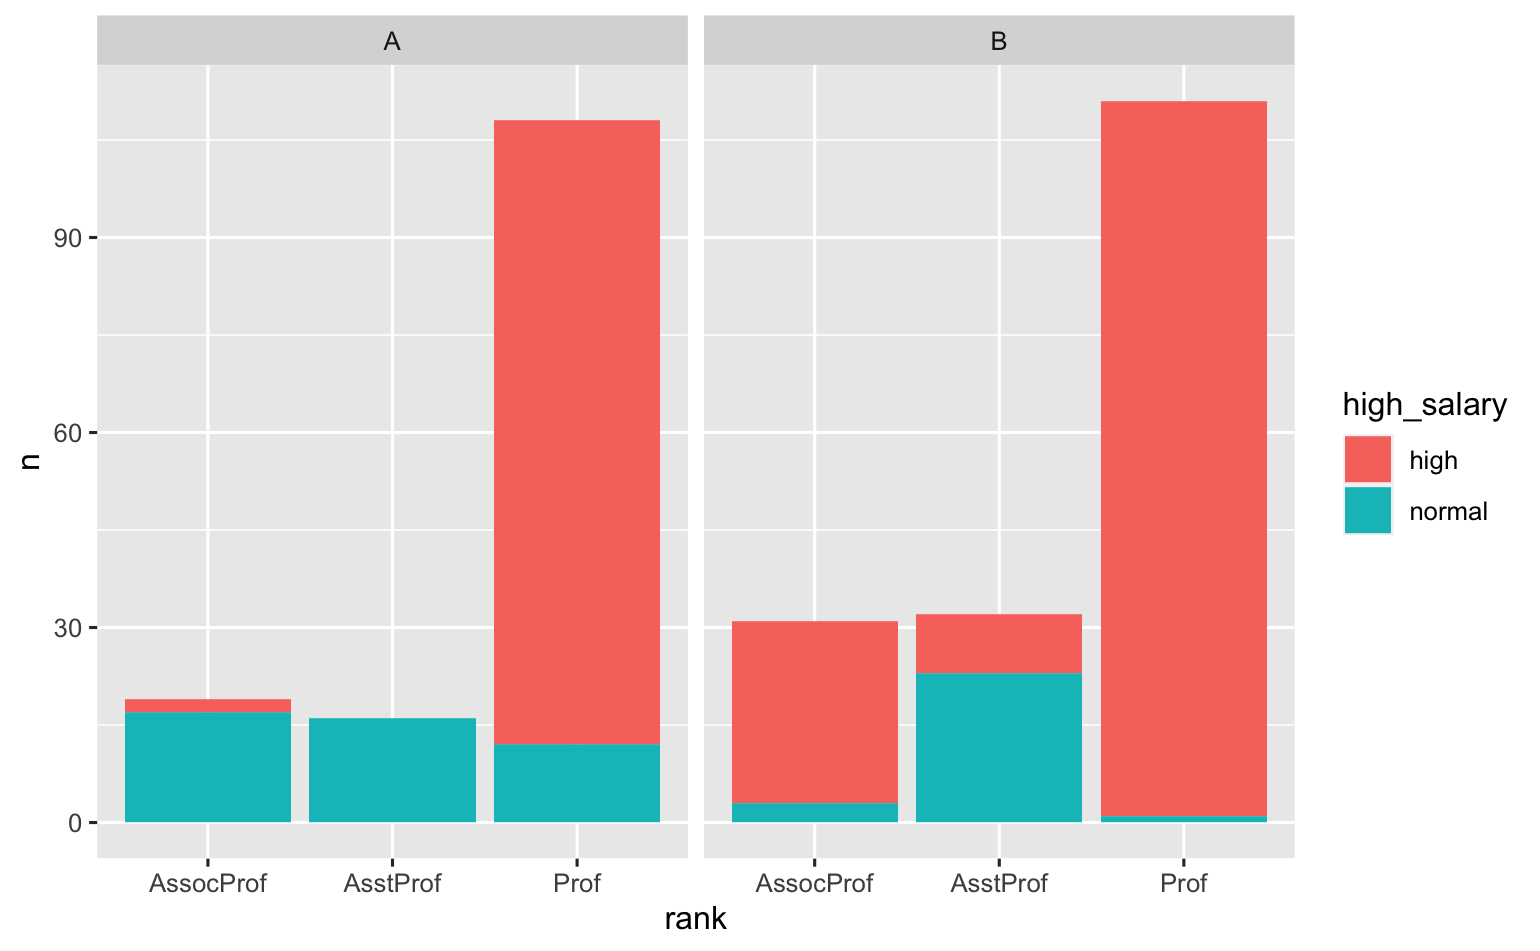 A
B
90
60
30
0
n
AssocProf
AsstProf
Prof
AssocProf
AsstProf
Prof
rank
high_salary
high
normal